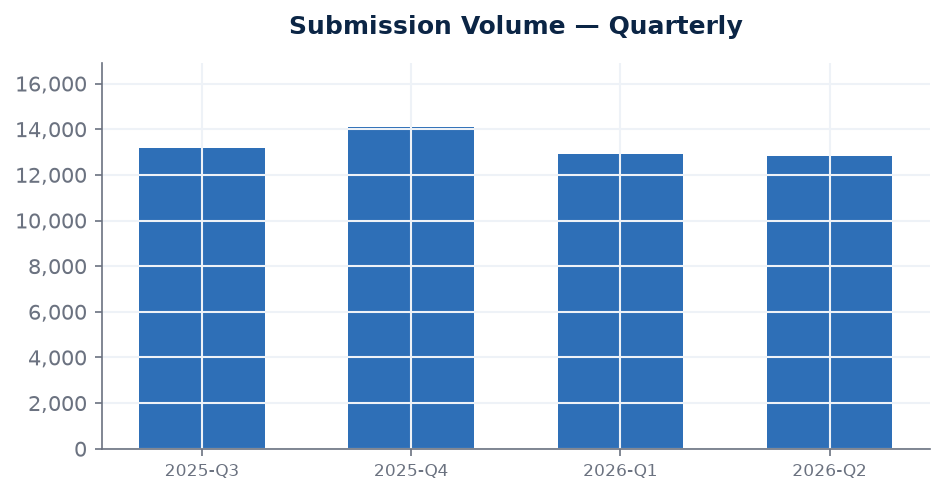 Submission Volume — Quarterly
16,000
14,000
12,000
10,000
8,000
6,000
4,000
2,000
0
2025-Q3
2025-Q4
2026-Q1
2026-Q2